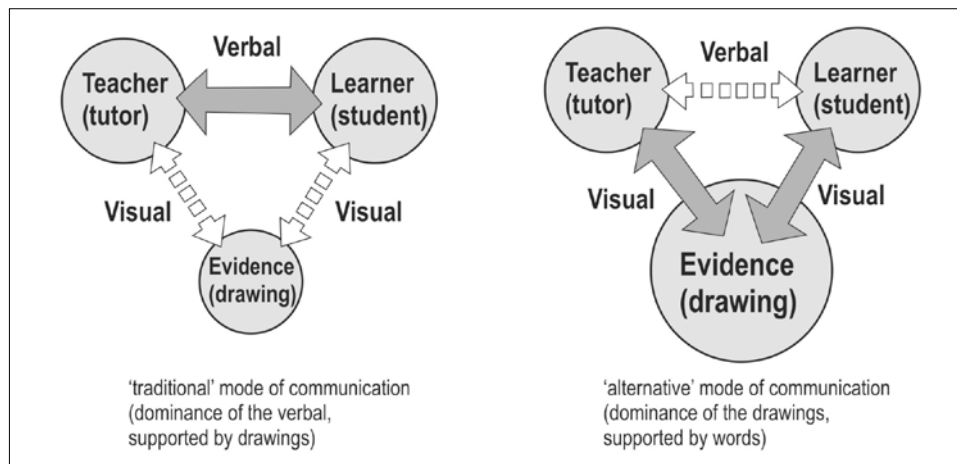 Verbal
Teacher
(tutor)
Learner
(student)
Visual
Visual
Evidence
(drawing)
‘traditional’ mode of communication
(dominance of the verbal,
supported by drawings)
Verbal
Teacher
(tutor)
Learner
(student)
Visual
Visual
Evidence
(drawing)
‘alternative’ mode of communication
(dominance of the drawings,
supported by words)